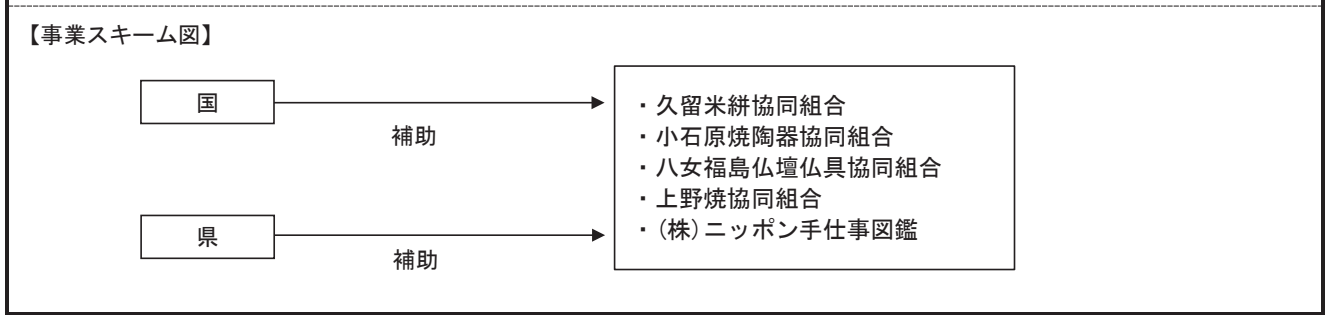 【事業スキーム図】
国
補助
・久留米絣協同組合
・小石原焼陶器協同組合
・八女福島仏壇仏具協同組合
・上野焼協同組合
・(株)ニッポン手仕事図鑑
県
補助